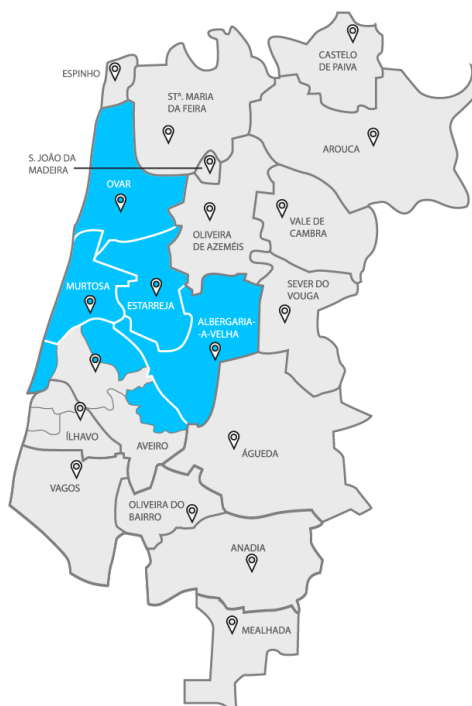 CASTELO
DE PAIVA
ESPINHO
STª. MARIA
DA FEIRA
AROUCA
S. JOÃO DA
MADEIRA
OVAR
VALE DE
CAMBRA
OLIVEIRA
DE AZEMÉIS
SEVER DO
VOUGA
MURTOSA
ESTARREJA
ALBERGARIA-
-A-VELHA
ÍLHAVO
AVEIRO
ÁGUEDA
VAGOS
OLIVEIRA DO
BAIRRO
ANADIA
MEALHADA